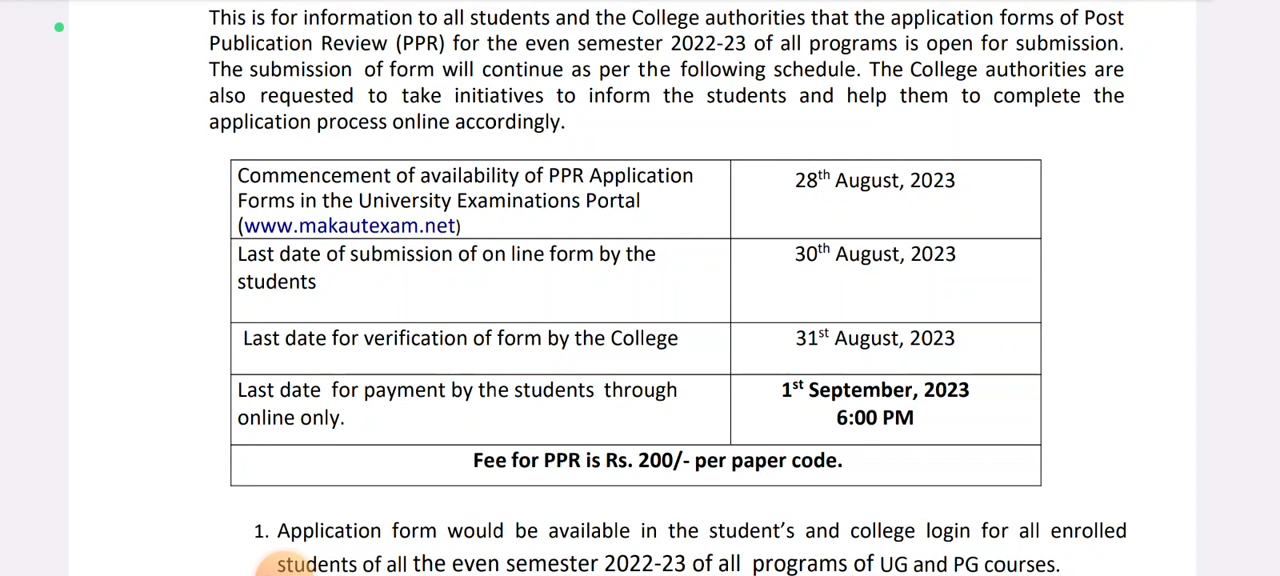 This is for information to all students and the College authorities that the application forms of Post
Publication Review (PPR) for the even semester 2022-23 of all programs is open for submission.
The submission of form will continue as per the following schedule. The College authorities are
also requested to take initiatives to inform the students and help them to complete the
application process online accordingly.
Commencement of availability of PPR Application
Forms in the University Examinations Portal
(www.makautexam.net)
28th August, 2023
Last date of submission of on line form by the
students
30th August, 2023
Last date for verification of form by the College
31st August, 2023
Last date for payment by the students through
online only.
1st September, 2023
6:00 PM
Fee for PPR is Rs. 200/- per paper code.
1. Application form would be available in the student’s and college login for all enrolled
students of all the even semester 2022-23 of all programs of UG and PG courses.